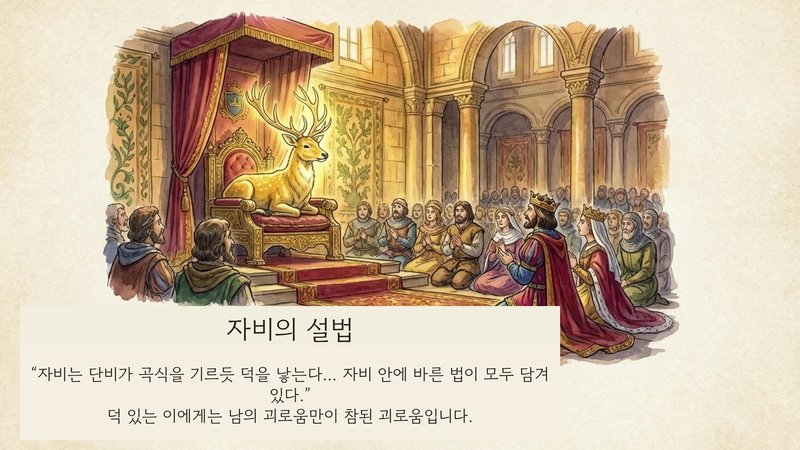 자비의 설법
“자비는 단비가 곡식을 기르듯 덕을 낳는다... 자비 안에 바른 법이 모두 담겨
있다.”
덕 있는 이에게는 남의 괴로움만이 참된 괴로움입니다.